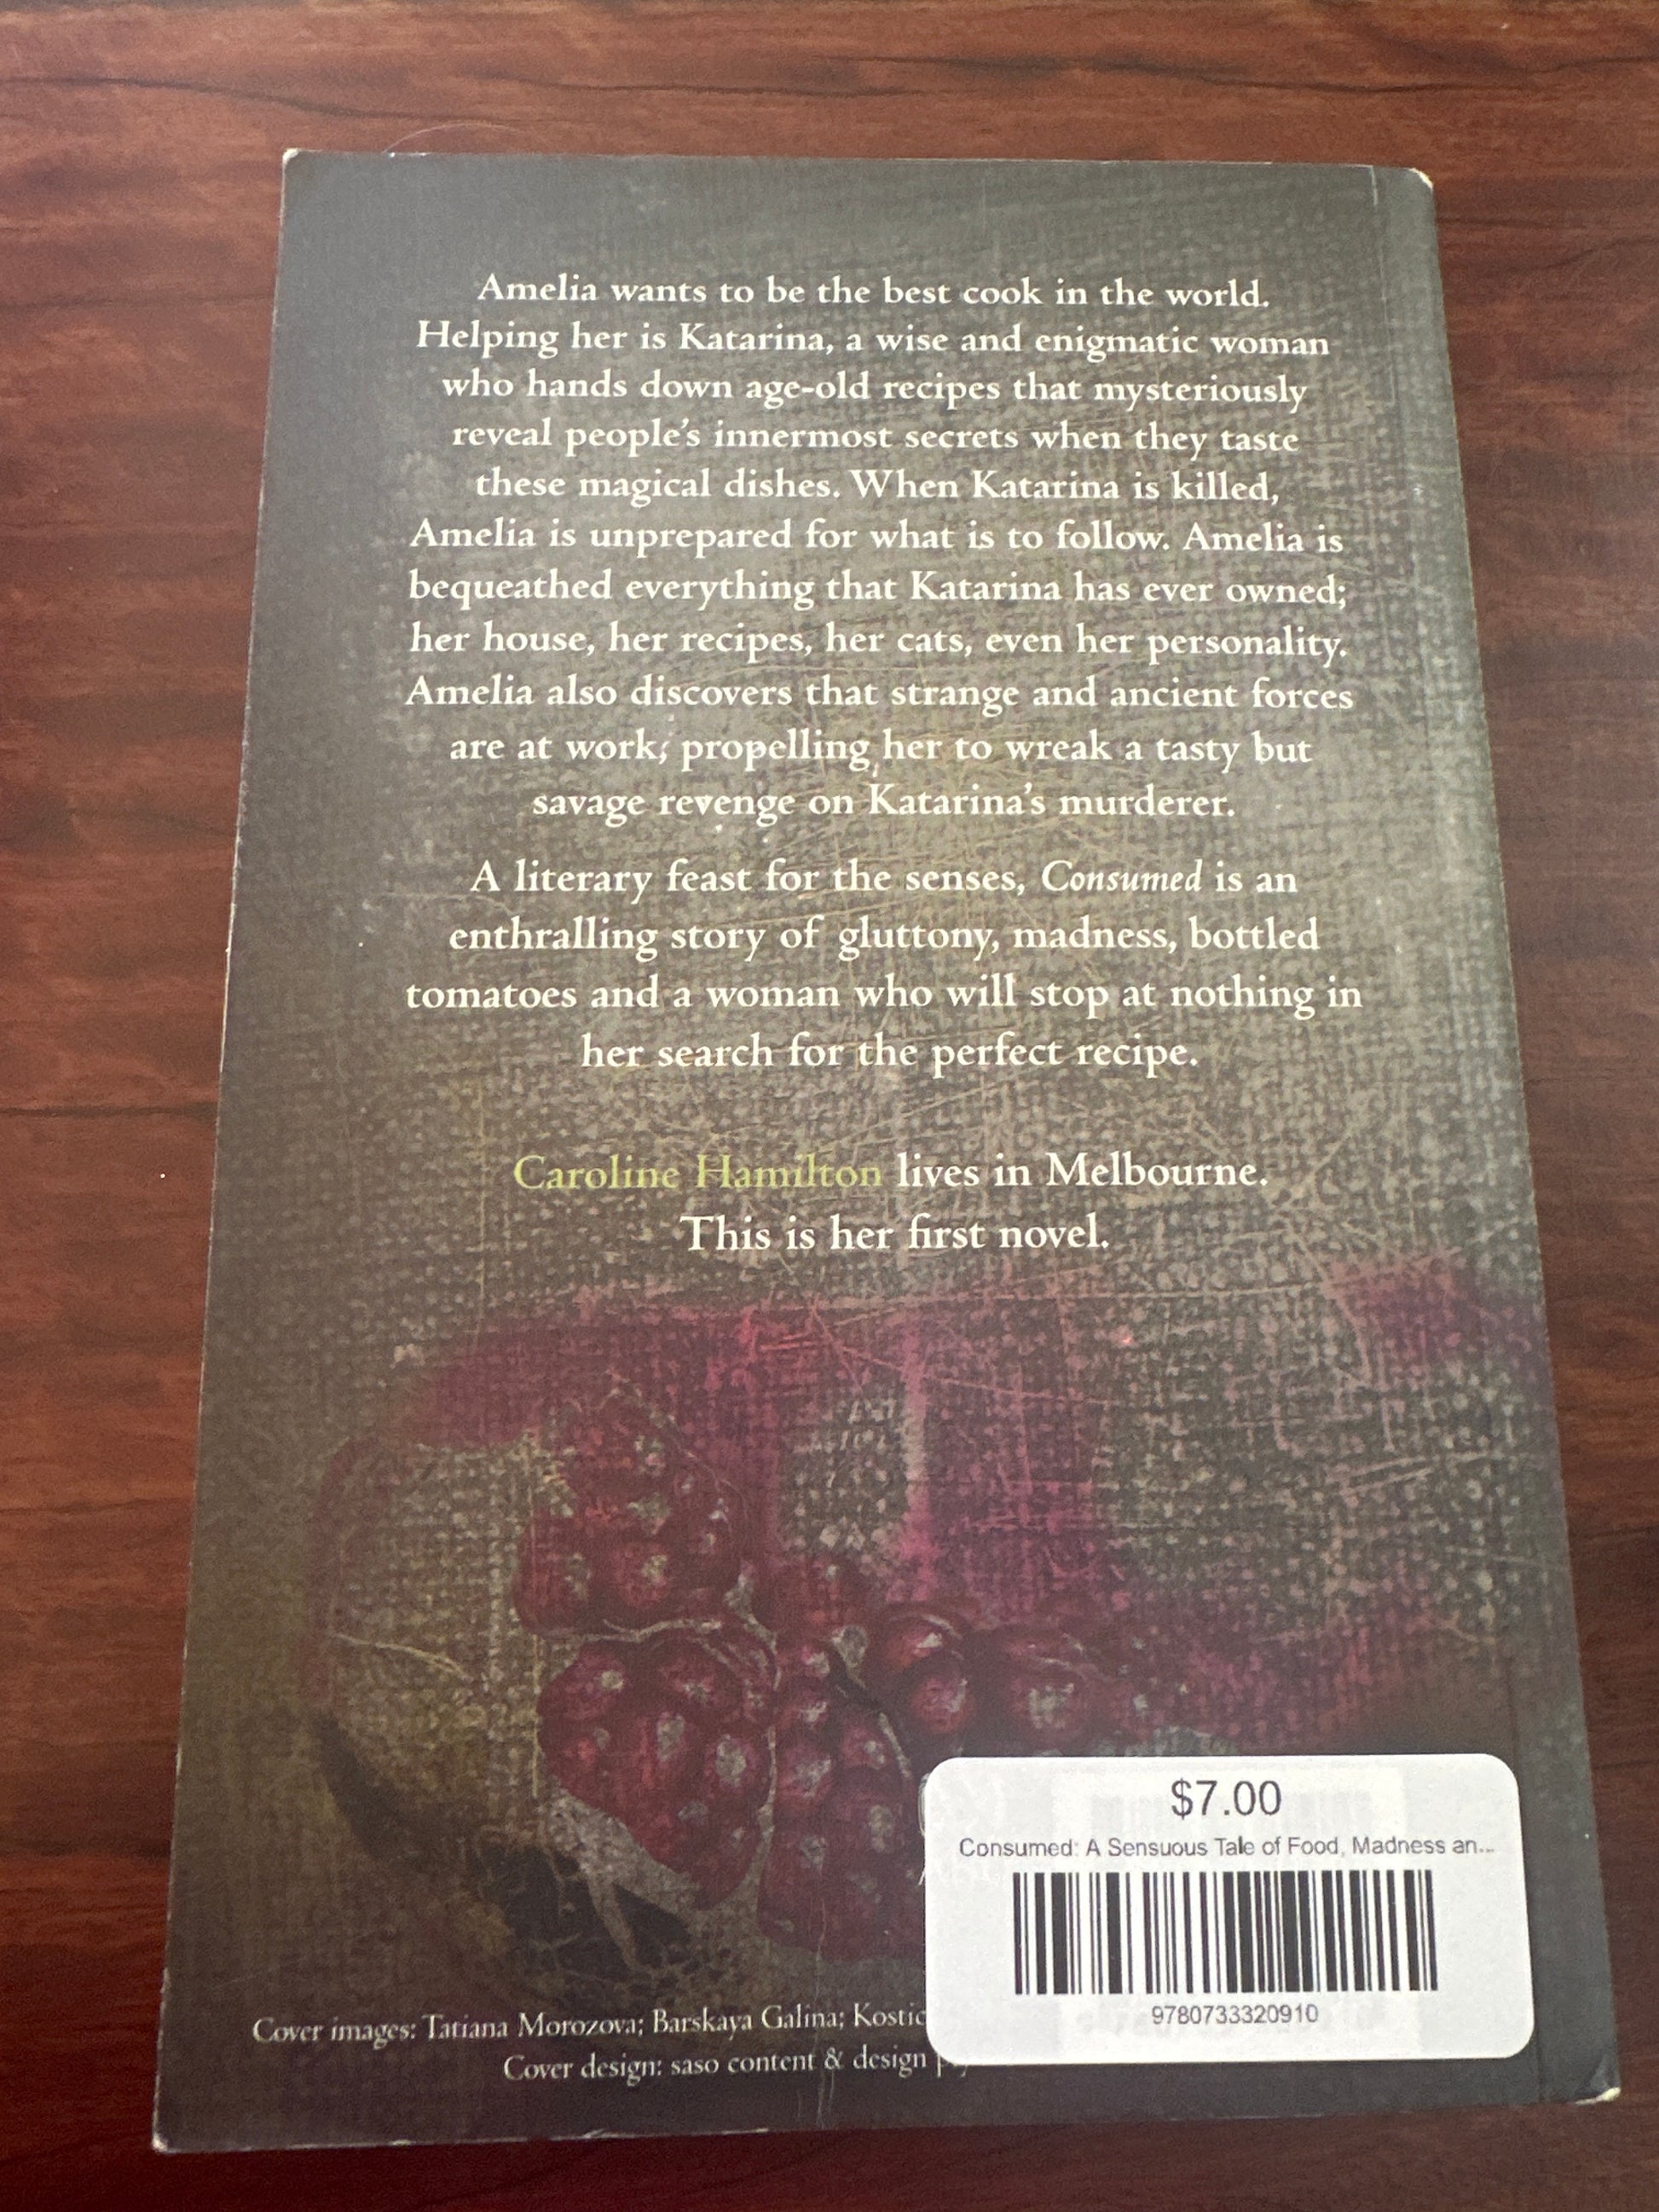 Amelia wants to be the best cook in the world.
Helping her is Katarina, a wise and enigmatic woman
who hands down age-old recipes that mysteriously
reveal people's innermost secrets when they taste
these magical dishes. When Katarina is killed,
Amelia is unprepared for what is to follow. Amelia is
bequeathed everything that Katarina has ever owned;
her house, her recipes, her cats, even her personality.
Amelia also discovers that strange and ancient forces
are at work, propelling her to wreak a tasty but
savage revenge on Katarina's murderer.
A literary feast for the senses, Consumed is an
enthralling story of gluttony, madness, bottled
tomatoes and a woman who will stop at nothing in
her search for the perfect recipe.
Caroline Hamilton lives in Melbourne.
This is her first novel.
$7.00
Consumed: A Sensuous Tale of Food, Madness an...
9780733320910
Cover images: Tatiana Morozova; Barskaya Galina;
Cover design: saso content & design